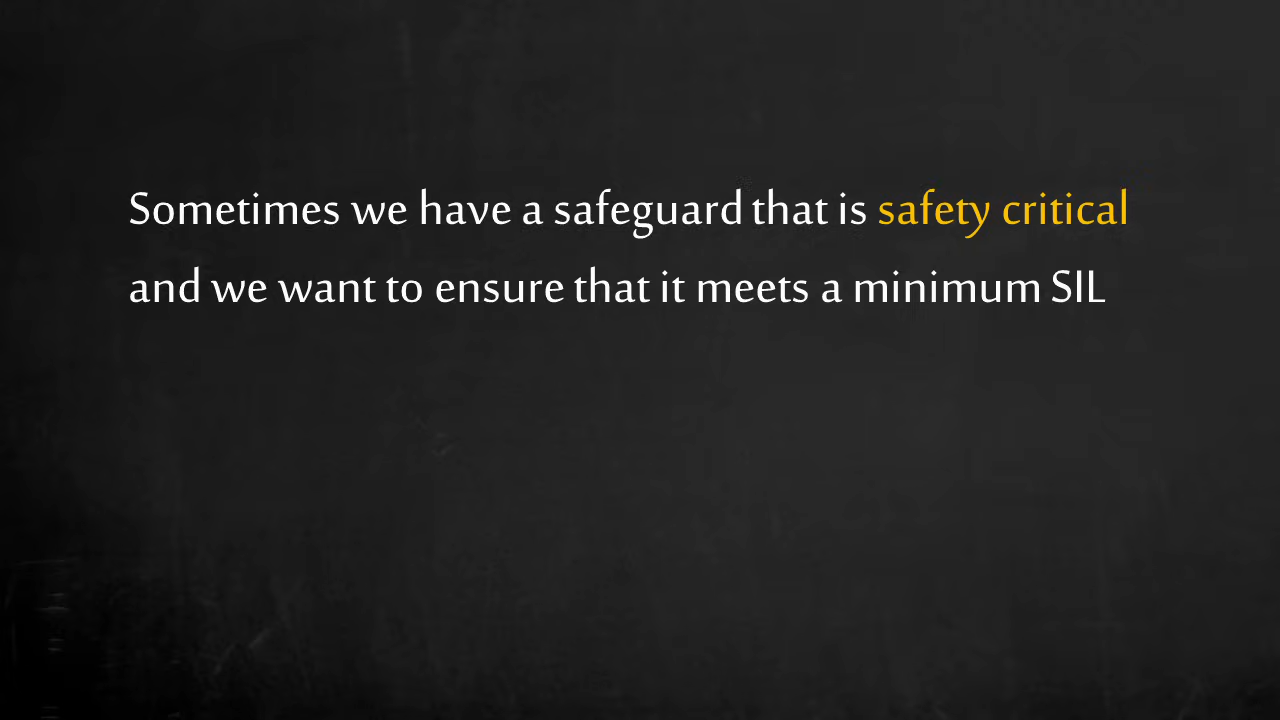 Sometimes we have a safeguard that is safety critical
and we want to ensure that it meets a minimum SIL